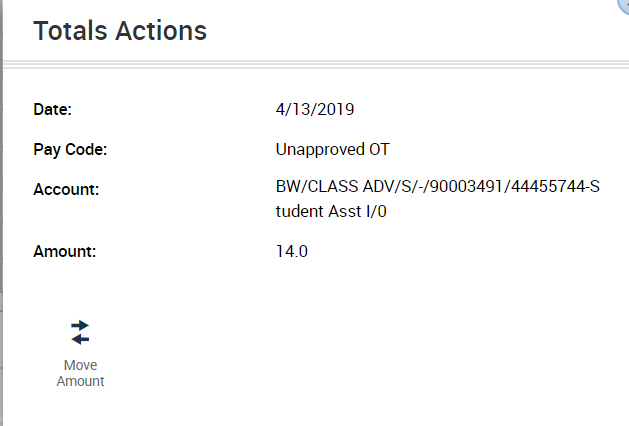 Totals Actions
Date: 4/13/2019
Pay Code: Unapproved OT
Account: BW/CLASS ADV/S/-/90003491/44455744-S
tudent Asst I/0
Amount: 14.0
Move
Amount